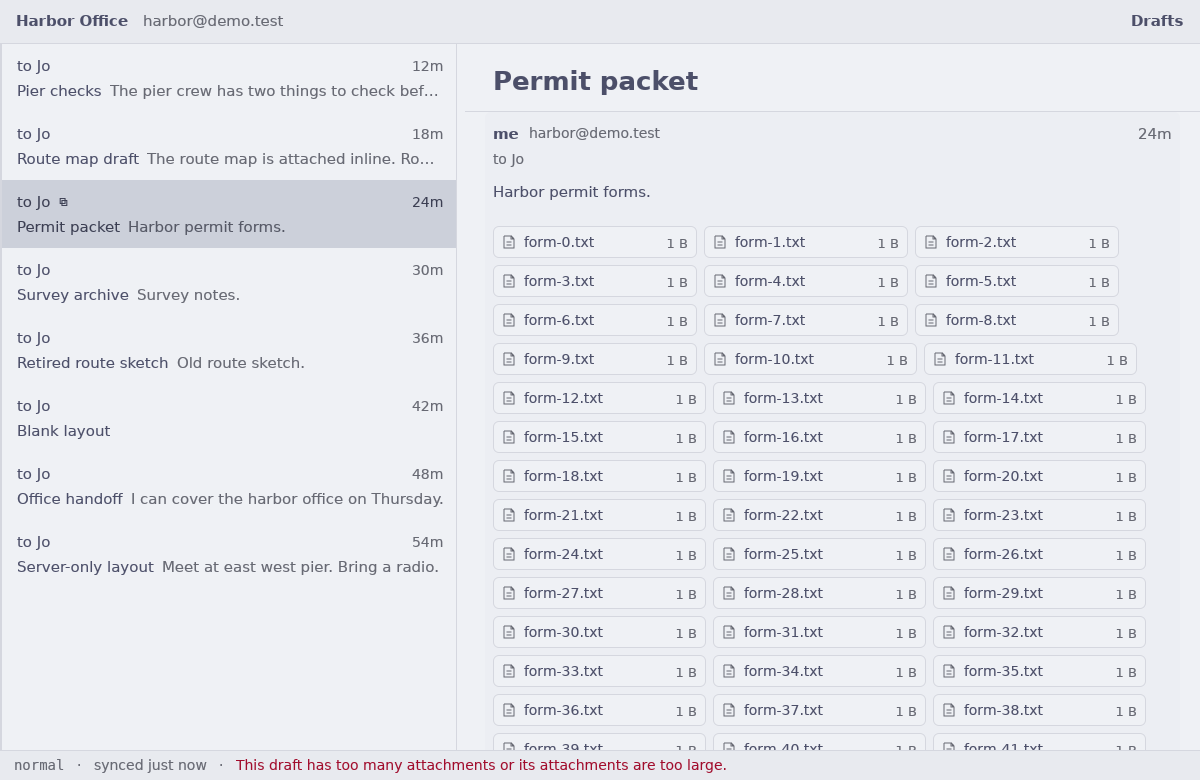 Harbor Office harbor@demo.test Drafts
to Jo 12m
Pier checks The pier crew has two things to check bef…
to Jo 18m
Route map draft The route map is attached inline. Ro…
to Jo 24m
Permit packet Harbor permit forms.
to Jo 30m
Survey archive Survey notes.
to Jo 36m
Retired route sketch Old route sketch.
to Jo 42m
Blank layout
to Jo 48m
Office handoff I can cover the harbor office on Thursday.
to Jo 54m
Server-only layout Meet at east west pier. Bring a radio.
Permit packet
me harbor@demo.test 24m
to Jo
Harbor permit forms.
form-0.txt 1 B form-1.txt 1 B form-2.txt 1 B
form-3.txt 1 B form-4.txt 1 B form-5.txt 1 B
form-6.txt 1 B form-7.txt 1 B form-8.txt 1 B
form-9.txt 1 B form-10.txt 1 B form-11.txt 1 B
form-12.txt 1 B form-13.txt 1 B form-14.txt 1 B
form-15.txt 1 B form-16.txt 1 B form-17.txt 1 B
form-18.txt 1 B form-19.txt 1 B form-20.txt 1 B
form-21.txt 1 B form-22.txt 1 B form-23.txt 1 B
form-24.txt 1 B form-25.txt 1 B form-26.txt 1 B
form-27.txt 1 B form-28.txt 1 B form-29.txt 1 B
form-30.txt 1 B form-31.txt 1 B form-32.txt 1 B
form-33.txt 1 B form-34.txt 1 B form-35.txt 1 B
form-36.txt 1 B form-37.txt 1 B form-38.txt 1 B
form-39.txt 1 B form-40.txt 1 B form-41.txt 1 B
normal · synced just now · This draft has too many attachments or its attachments are too large.